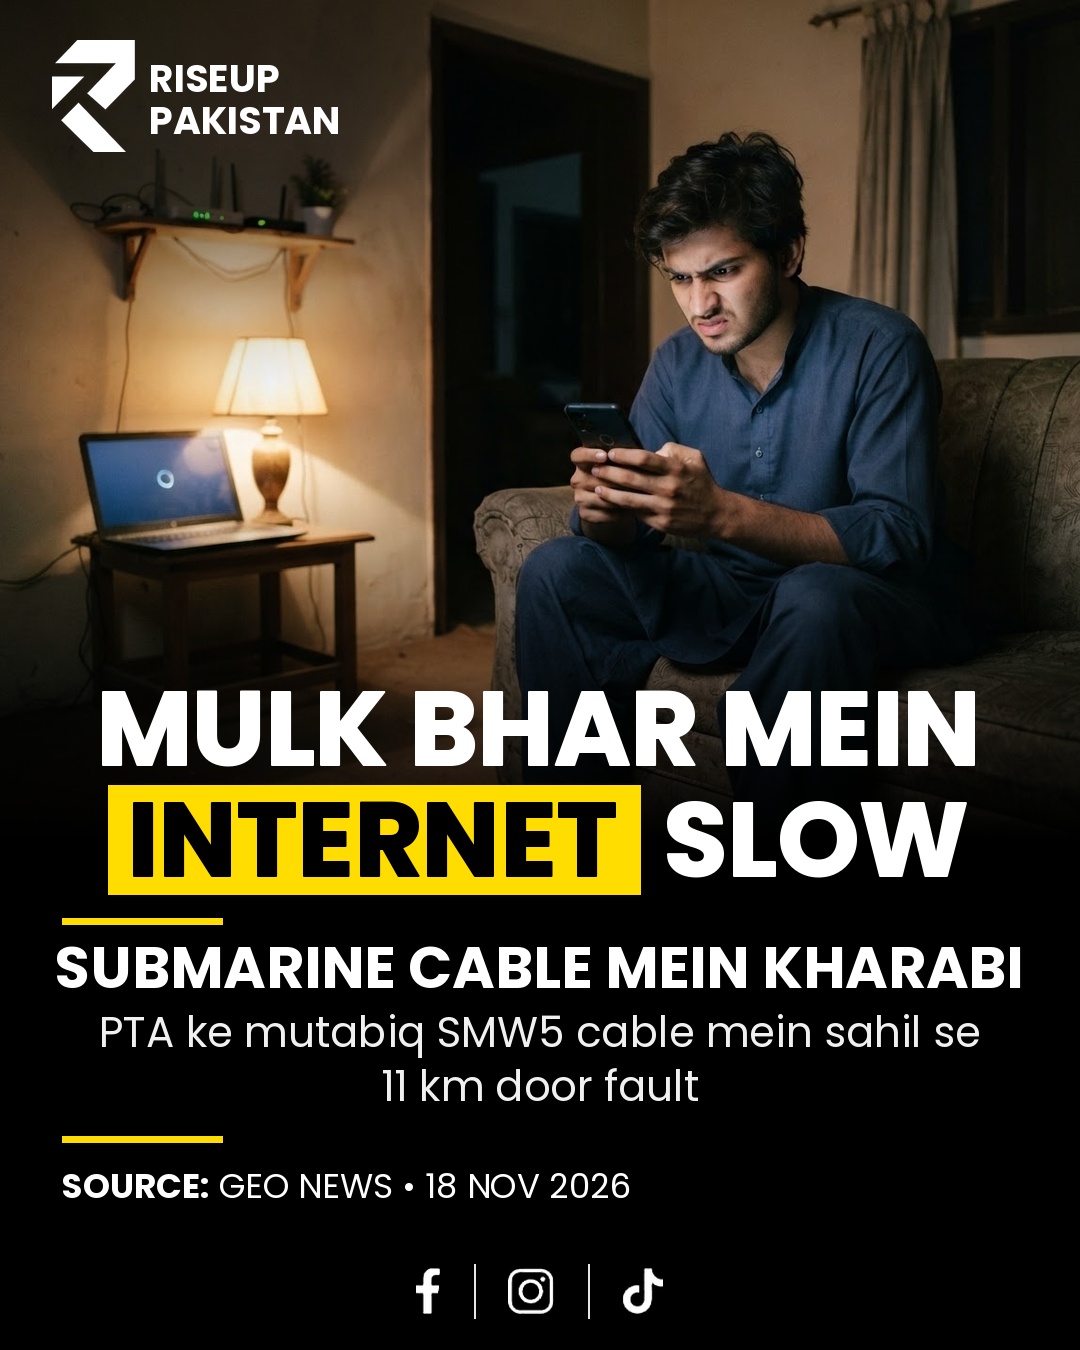 RISEUP
PAKISTAN
MULK BHAR MEIN
INTERNET SLOW
SUBMARINE CABLE MEIN KHARABI
PTA ke mutabiq SMW5 cable mein sahil se
11 km door fault
SOURCE: GEO NEWS • 18 NOV 2026